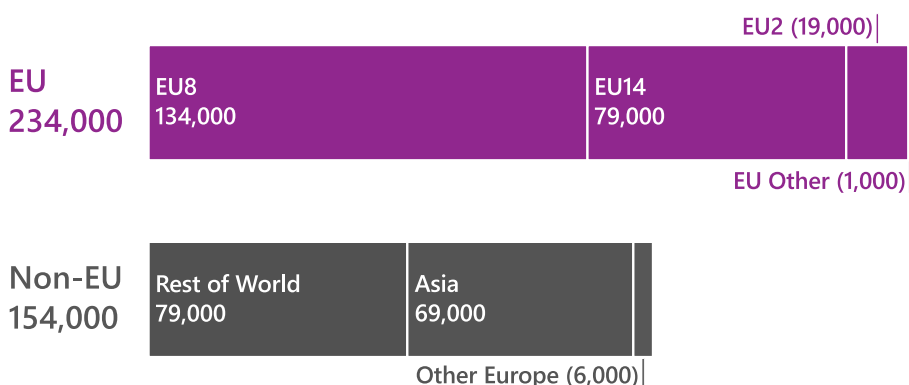 EU2 (19,000)
EU
234,000
EU8
134,000
EU14
79,000
EU Other (1,000)
Non-EU
154,000
Rest of World
79,000
Asia
69,000
Other Europe (6,000)